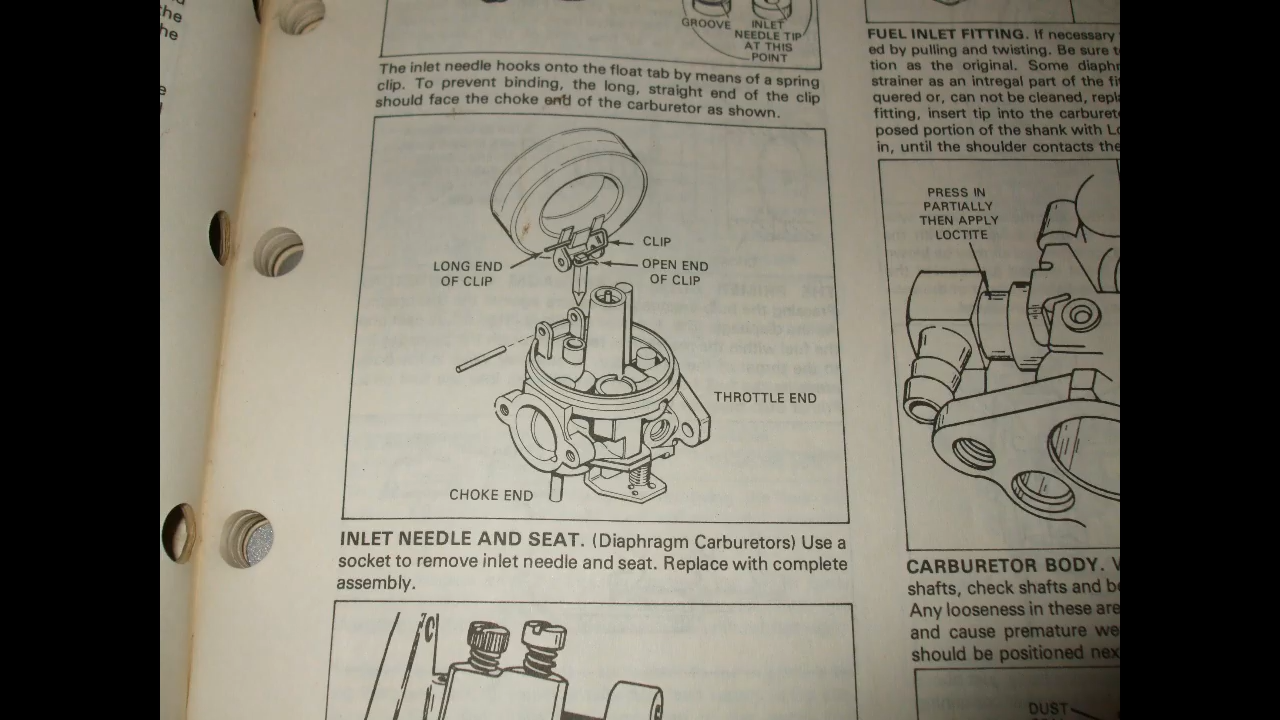 the
the
GROOVE
INLET
NEEDLE TIP
AT THIS
POINT
The inlet needle hooks onto the float tab by means of a spring
clip. To prevent binding, the long, straight end of the clip
should face the choke end of the carburetor as shown.
CLIP
LONG END
OF CLIP
OPEN END
OF CLIP
THROTTLE END
CHOKE END
INLET NEEDLE AND SEAT. (Diaphragm Carburetors) Use a
socket to remove inlet needle and seat. Replace with complete
assembly.
FUEL INLET FITTING. If necessary
ed by pulling and twisting. Be sure
tion as the original. Some diaphr
strainer as an intregal part of the fit
quered or, can not be cleaned, repl
fitting, insert tip into the carburet
posed portion of the shank with Lo
in, until the shoulder contacts the
PRESS IN
PARTIALLY
THEN APPLY
LOCTITE
CARBURETOR BODY.
shafts, check shafts and be
Any looseness in these are
and cause premature we
should be positioned nex
DUST